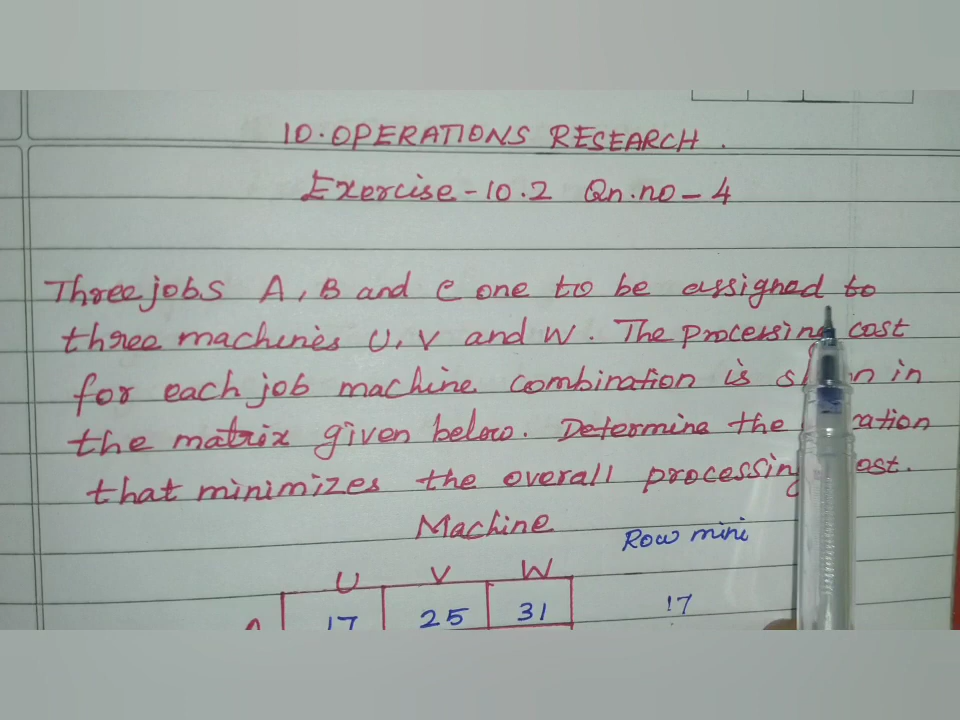 10. OPERATIONS RESEARCH.
Exercise-10.2 Qn.no-4
Three jobs A, B and C one to be assigned to
three machines U, V and W. The processing cost
for each job machine combination is in
the matrix given below. Determine the
that minimizes the overall processing
Machine Row mini
U V W
A 17 25 31 17